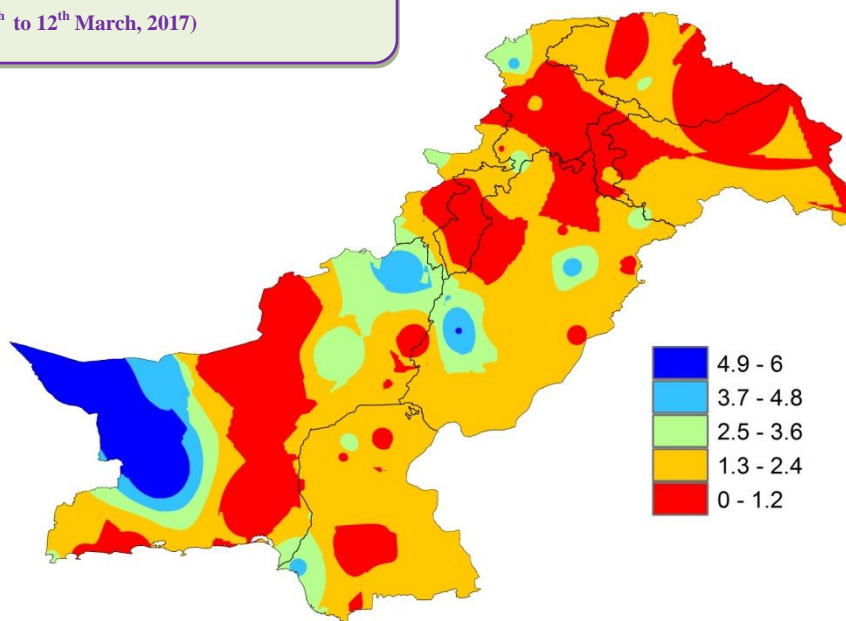 to 12th March, 2017)
4.9 - 6
3.7 - 4.8
2.5 - 3.6
1.3 - 2.4
0 - 1.2